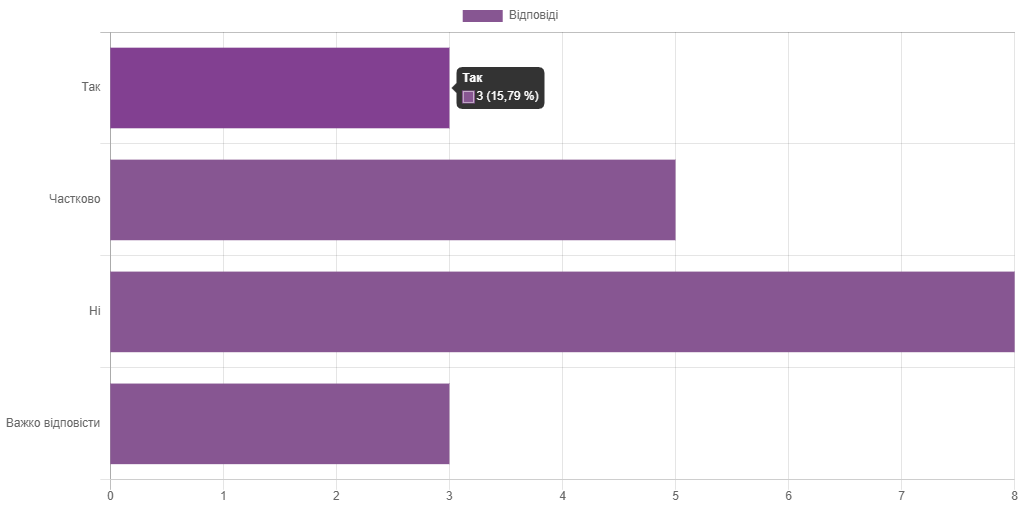 Відповіді
Так
Так
3 (15,79 %)
Частково
Ні
Важко відповісти
0 1 2 3 4 5 6 7 8